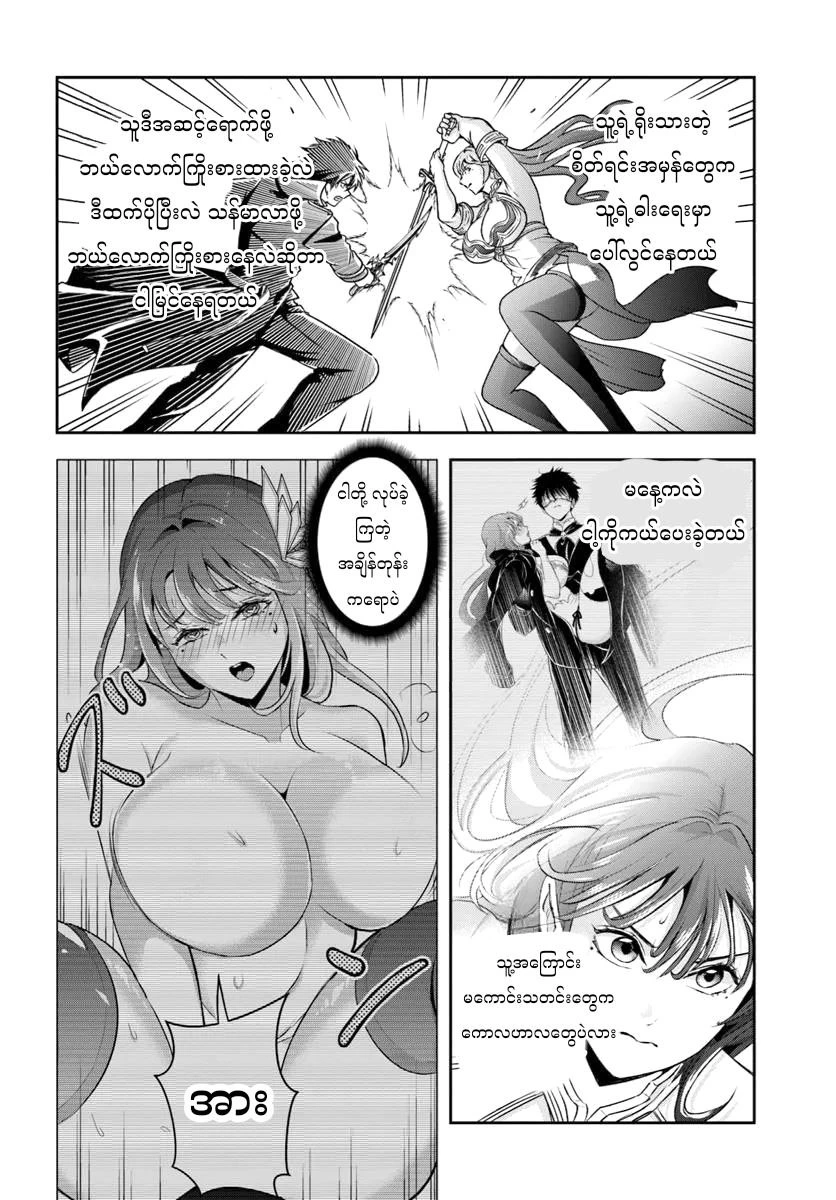 သူ့ရဲ့ရိုးသားတဲ့
စိတ်ရင်းအမှန်တွေက
သူ့ရဲ့ဓါးရေးမှာ
ပေါ်လွင်နေတယ်
သူဒီအဆင့်ရောက်ဖို့
ဘယ်လောက်ကြိုးစားထားခဲ့လဲ
ဒီထက်ပိုပြီးလဲ သန်မာလာဖို့
ဘယ်လောက်ကြိုးစားနေလဲဆိုတာ
ငါမြင်နေရတယ်
မနေ့ကလဲ
ငါ့ကိုကယ်ပေးခဲ့တယ်
သူ့အကြောင်း
မကောင်းသတင်းတွေက
ကောလဟာလတွေပဲလား
ငါတို့ လုပ်ခဲ့
ကြတဲ့
အချိန်တုန်း
ကရောပဲ
အား